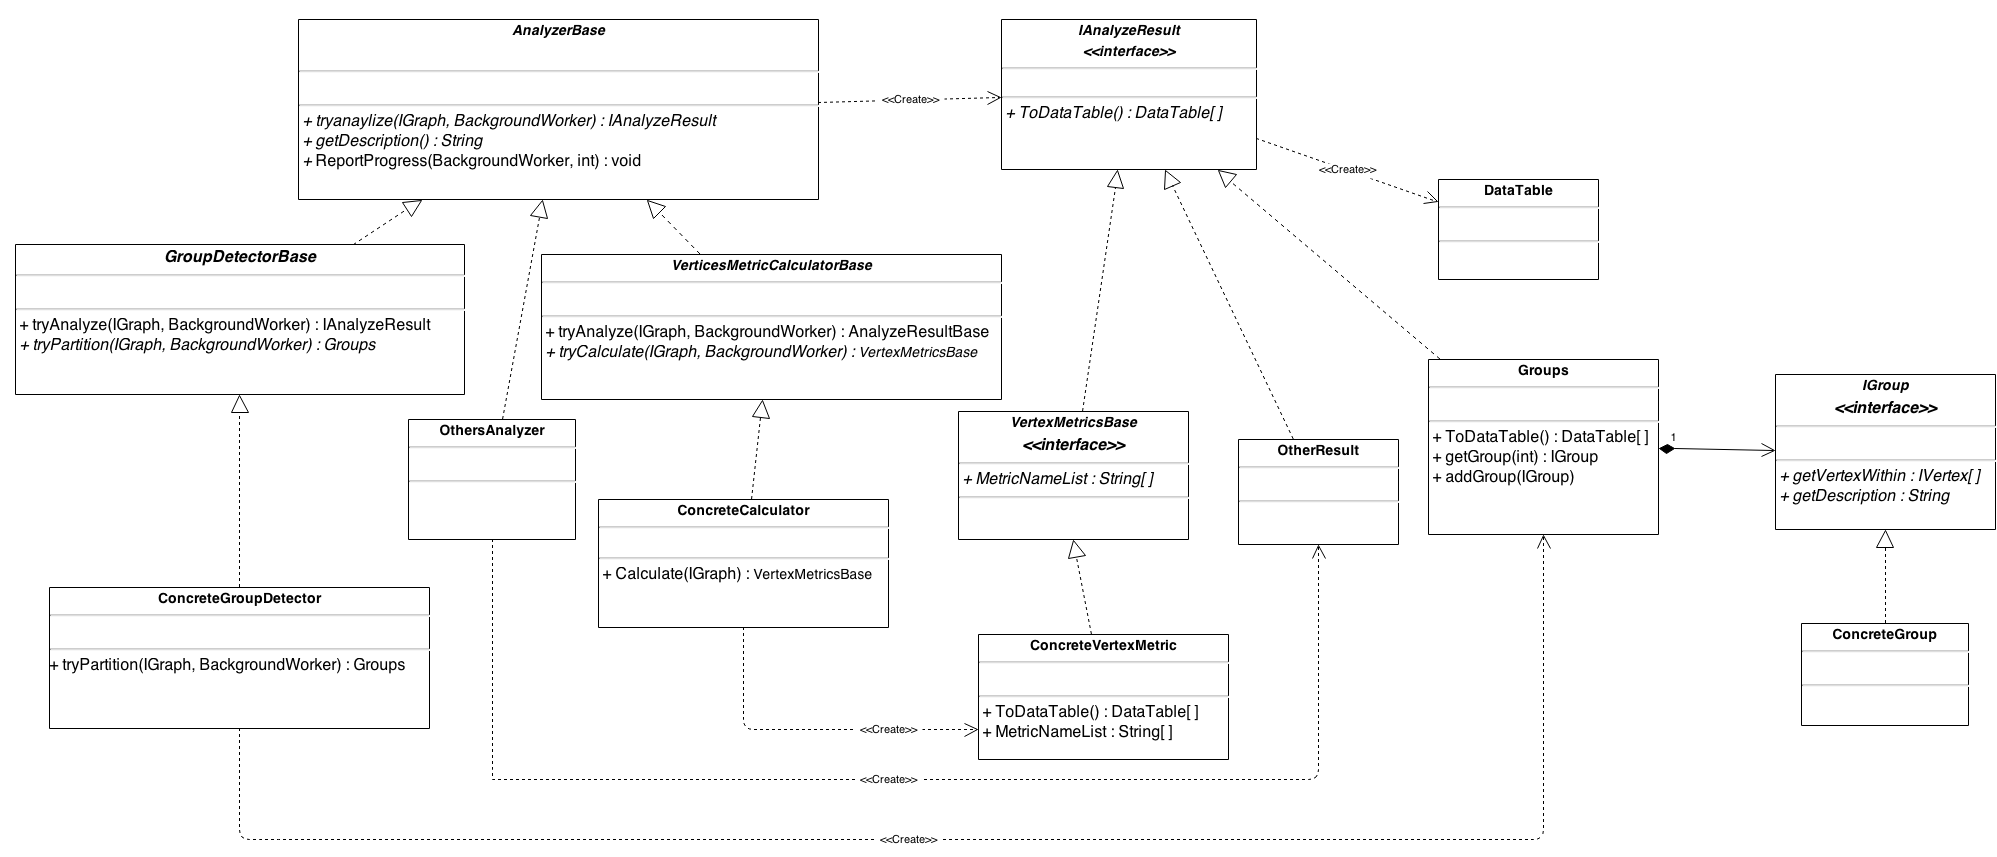 AnalyzerBase
+ tryanaylize(IGraph, BackgroundWorker) : IAnalyzeResult
+ getDescription() : String
+ ReportProgress(BackgroundWorker, int) : void
<<Create>>
IAnalyzeResult
<<interface>>
+ ToDataTable() : DataTable[ ]
<<Create>>
DataTable
GroupDetectorBase
+ tryAnalyze(IGraph, BackgroundWorker) : IAnalyzeResult
+ tryPartition(IGraph, BackgroundWorker) : Groups
VerticesMetricCalculatorBase
+ tryAnalyze(IGraph, BackgroundWorker) : AnalyzeResultBase
+ tryCalculate(IGraph, BackgroundWorker) : VertexMetricsBase
OthersAnalyzer
VertexMetricsBase
<<interface>>
+ MetricNameList : String[ ]
OtherResult
Groups
+ ToDataTable() : DataTable[ ]
+ getGroup(int) : IGroup
+ addGroup(IGroup)
1
IGroup
<<interface>>
+ getVertexWithin : IVertex[ ]
+ getDescription : String
ConcreteCalculator
+ Calculate(IGraph) : VertexMetricsBase
ConcreteGroupDetector
+ tryPartition(IGraph, BackgroundWorker) : Groups
ConcreteVertexMetric
+ ToDataTable() : DataTable[ ]
+ MetricNameList : String[ ]
ConcreteGroup
<<Create>>
<<Create>>
<<Create>>